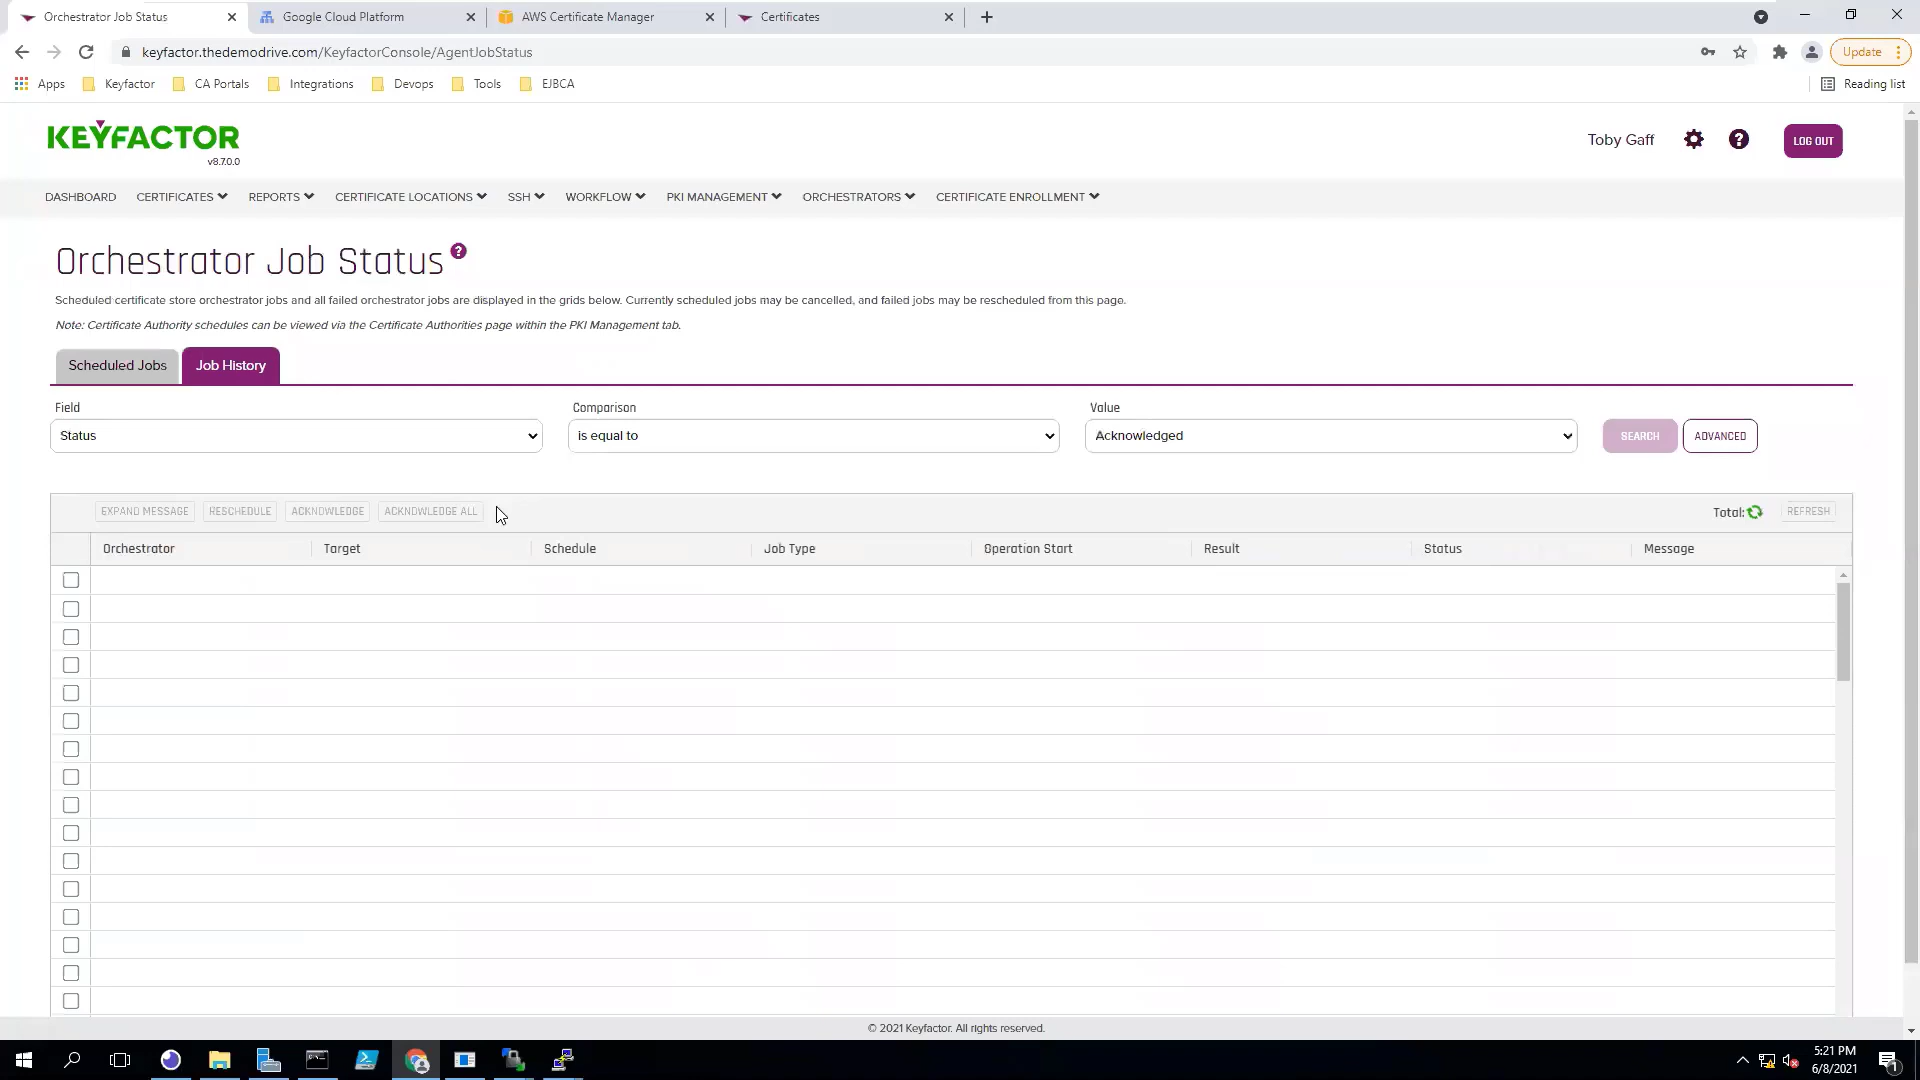 Orchestrator Job Status
Google Cloud Platform
AWS Certificate Manager
Certificates
keyfactor.thedemodrive.com/KeyfactorConsole/AgentJobStatus
Update
Apps
Keyfactor
CA Portals
Integrations
Devops
Tools
EJBCA
Reading list
KEYFACTOR
v8.7.0.0
Toby Gaff
?
LOG OUT
DASHBOARD
CERTIFICATES
REPORTS
CERTIFICATE LOCATIONS
SSH
WORKFLOW
PKI MANAGEMENT
ORCHESTRATORS
CERTIFICATE ENROLLMENT
Orchestrator Job Status ?
Scheduled certificate store orchestrator jobs and all failed orchestrator jobs are displayed in the grids below. Currently scheduled jobs may be cancelled, and failed jobs may be rescheduled from this page.
Note: Certificate Authority schedules can be viewed via the Certificate Authorities page within the PKI Management tab.
Scheduled Jobs
Job History
Field
Comparison
Value
Status
is equal to
Acknowledged
SEARCH
ADVANCED
EXPAND MESSAGE
RESCHEDULE
ACKNOWLEDGE
ACKNOWLEDGE ALL
Total:
REFRESH
Orchestrator
Target
Schedule
Job Type
Operation Start
Result
Status
Message
© 2021 Keyfactor. All rights reserved.
5:21 PM
6/8/2021
1